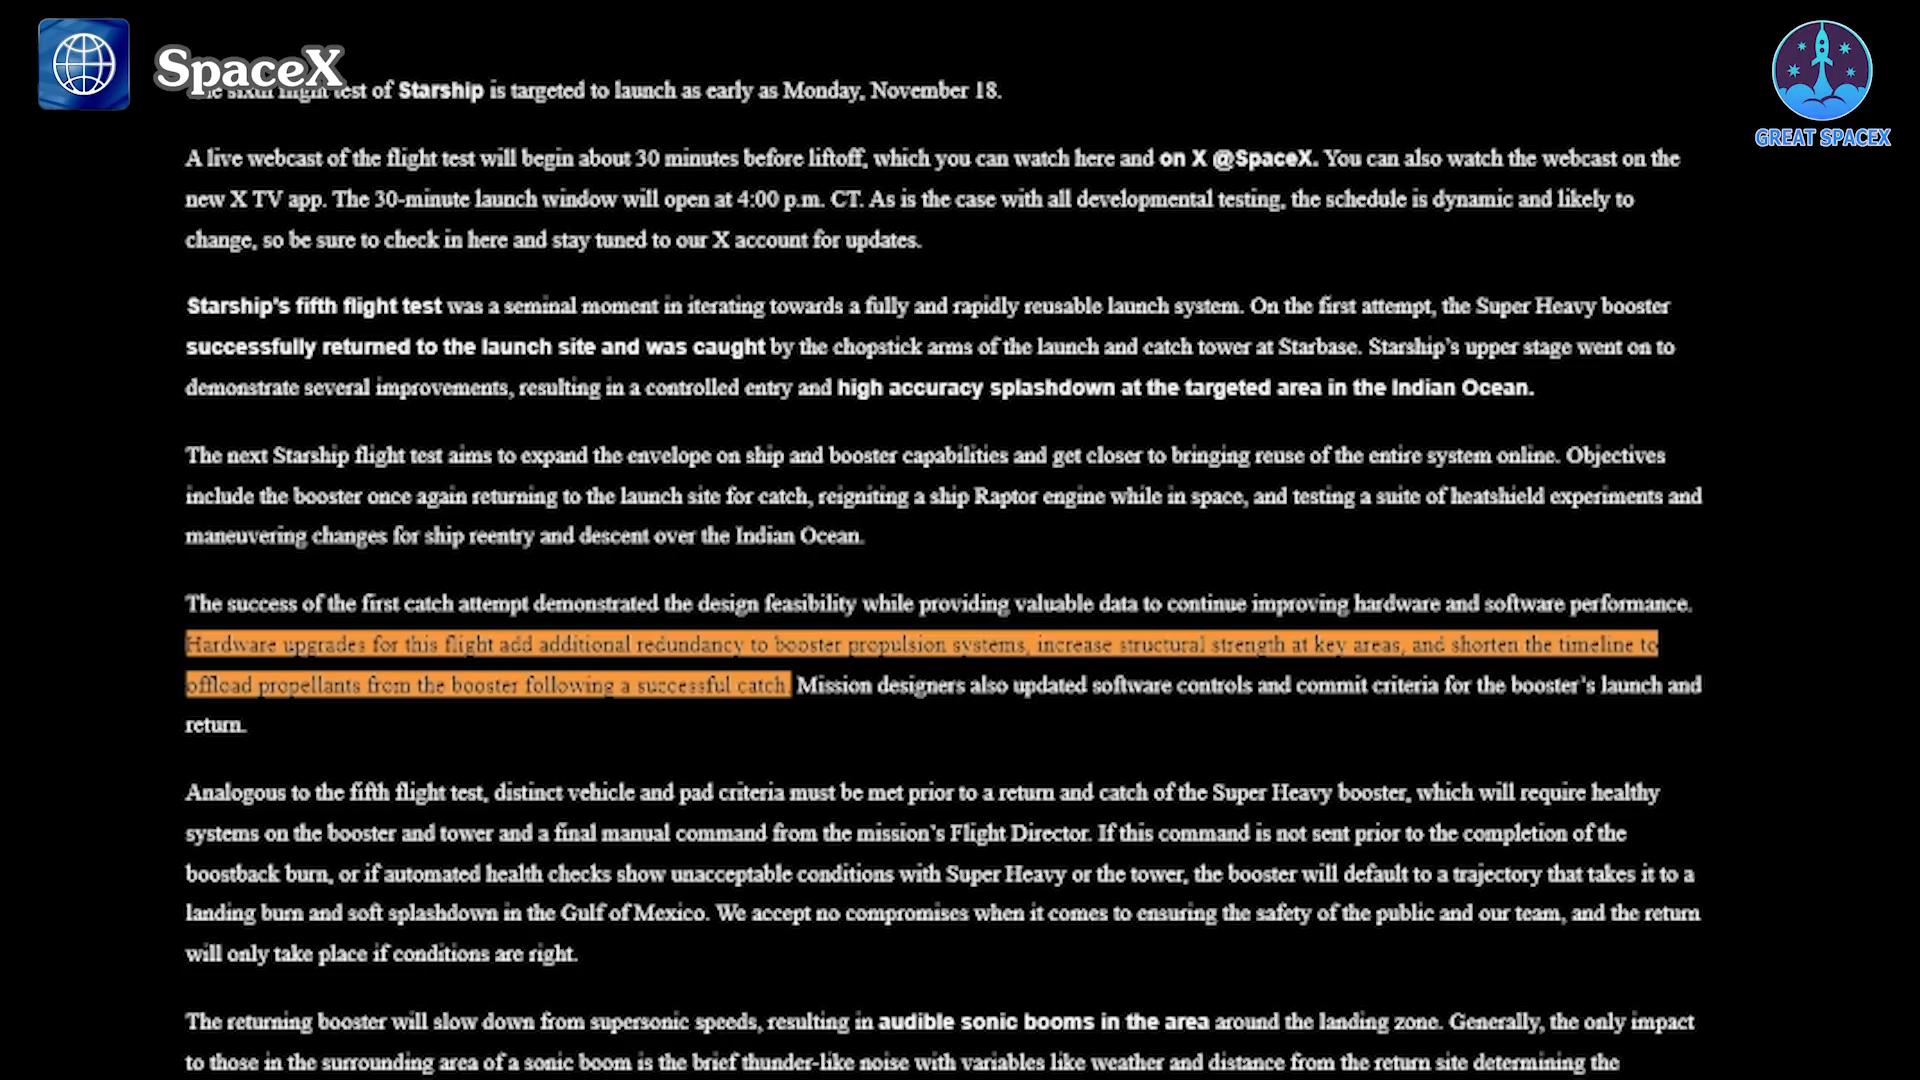 SpaceX
GREAT SPACEX
test of Starship is targeted to launch as early as Monday, November 18.
A live webcast of the flight test will begin about 30 minutes before liftoff, which you can watch here and on X @SpaceX. You can also watch the webcast on the
new X TV app. The 30-minute launch window will open at 4:00 p.m. CT. As is the case with all developmental testing, the schedule is dynamic and likely to
change, so be sure to check in here and stay tuned to our X account for updates.
Starship's fifth flight test was a seminal moment in iterating towards a fully and rapidly reusable launch system. On the first attempt, the Super Heavy booster
successfully returned to the launch site and was caught by the chopstick arms of the launch and catch tower at Starbase. Starship's upper stage went on to
demonstrate several improvements, resulting in a controlled entry and high accuracy splashdown at the targeted area in the Indian Ocean.
The next Starship flight test aims to expand the envelope on ship and booster capabilities and get closer to bringing reuse of the entire system online. Objectives
include the booster once again returning to the launch site for catch, reigniting a ship Raptor engine while in space, and testing a suite of heatshield experiments and
maneuvering changes for ship reentry and descent over the Indian Ocean.
The success of the first catch attempt demonstrated the design feasibility while providing valuable data to continue improving hardware and software performance.
Hardware upgrades for this flight add additional redundancy to booster propulsion systems, increase structural strength at key areas, and shorten the timeline to
offload propellants from the booster following a successful catch. Mission designers also updated software controls and commit criteria for the booster's launch and
return.
Analogous to the fifth flight test, distinct vehicle and pad criteria must be met prior to a return and catch of the Super Heavy booster, which will require healthy
systems on the booster and tower and a final manual command from the mission's Flight Director. If this command is not sent prior to the completion of the
boostback burn, or if automated health checks show unacceptable conditions with Super Heavy or the tower, the booster will default to a trajectory that takes it to a
landing burn and soft splashdown in the Gulf of Mexico. We accept no compromises when it comes to ensuring the safety of the public and our team, and the return
will only take place if conditions are right.
The returning booster will slow down from supersonic speeds, resulting in audible sonic booms in the area around the landing zone. Generally, the only impact
to those in the surrounding area of a sonic boom is the brief thunder-like noise with variables like weather and distance from the return site determining the